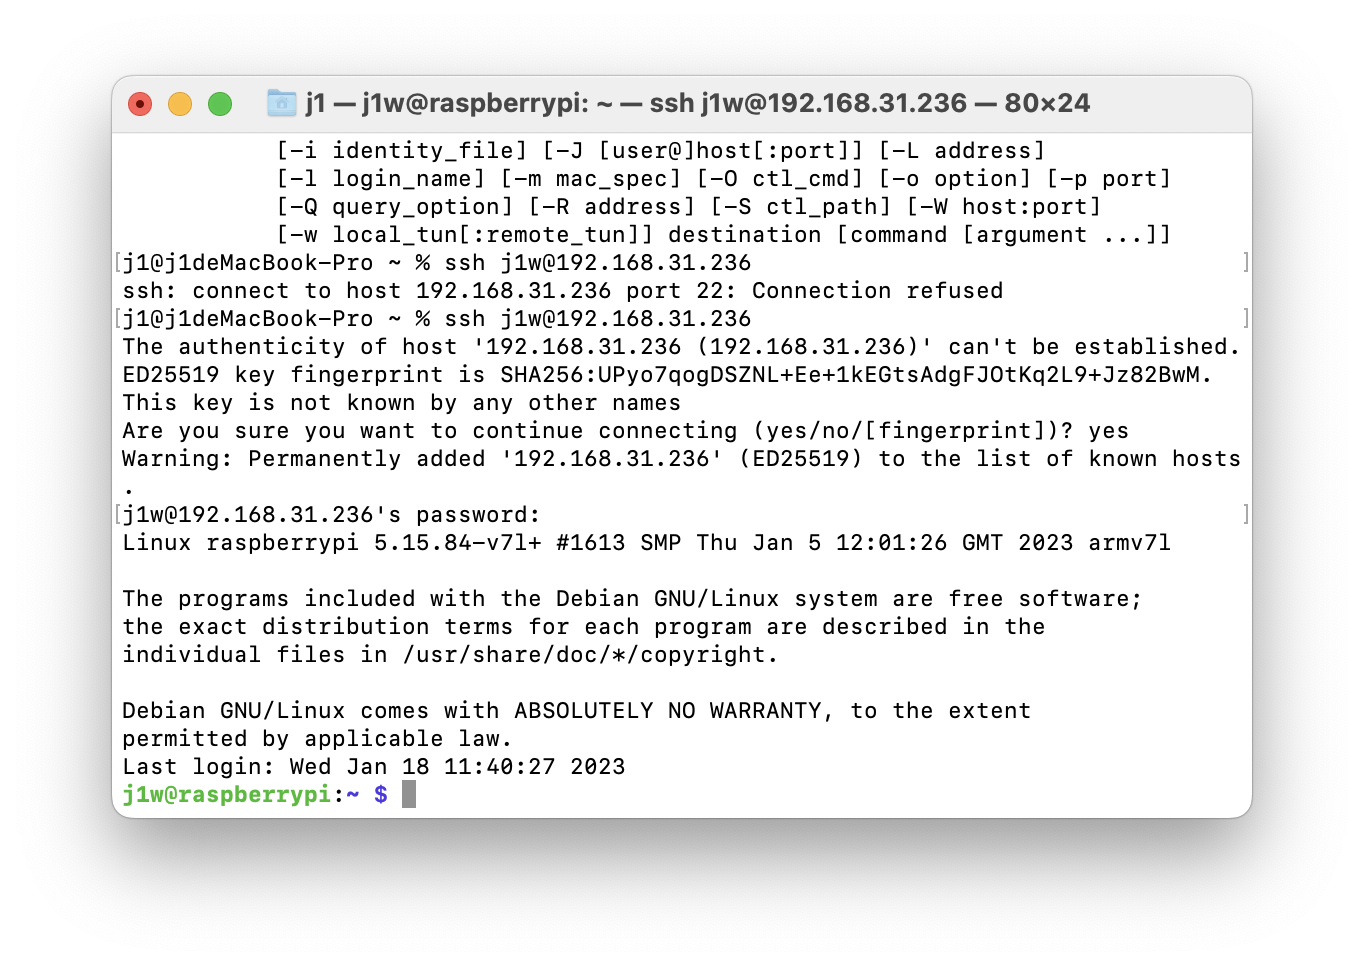 j1 — j1w@raspberrypi: ~ — ssh j1w@192.168.31.236 — 80×24
[-i identity_file] [-J [user@]host[:port]] [-L address]
[-l login_name] [-m mac_spec] [-O ctl_cmd] [-o option] [-p port]
[-Q query_option] [-R address] [-S ctl_path] [-W host:port]
[-w local_tun[:remote_tun]] destination [command [argument ...]]
[j1@j1deMacBook-Pro ~ % ssh j1w@192.168.31.236 ]
ssh: connect to host 192.168.31.236 port 22: Connection refused
[j1@j1deMacBook-Pro ~ % ssh j1w@192.168.31.236 ]
The authenticity of host '192.168.31.236 (192.168.31.236)' can't be established.
ED25519 key fingerprint is SHA256:UPyo7qogDSZNL+Ee+1kEGtsAdgFJOtKq2L9+Jz82BwM.
This key is not known by any other names
Are you sure you want to continue connecting (yes/no/[fingerprint])? yes
Warning: Permanently added '192.168.31.236' (ED25519) to the list of known hosts
.
[j1w@192.168.31.236's password: ]
Linux raspberrypi 5.15.84-v7l+ #1613 SMP Thu Jan 5 12:01:26 GMT 2023 armv7l
The programs included with the Debian GNU/Linux system are free software;
the exact distribution terms for each program are described in the
individual files in /usr/share/doc/*/copyright.
Debian GNU/Linux comes with ABSOLUTELY NO WARRANTY, to the extent
permitted by applicable law.
Last login: Wed Jan 18 11:40:27 2023
j1w@raspberrypi:~ $